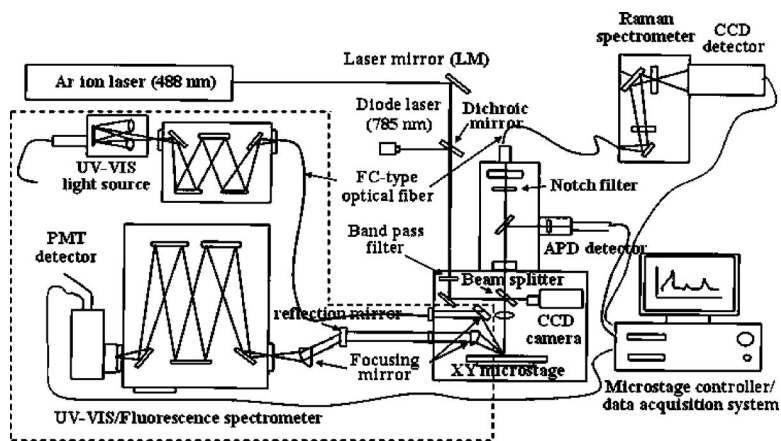 Raman
spectrometer
CCD
detector
Laser mirror (LM)
Ar ion laser (488 nm)
Diode laser
(785 nm)
Dichroic
mirror
UV-VIS
light source
FC-type
optical fiber
Notch filter
PMT
detector
Band pass
filter
APD detector
Beam splitter
reflection mirror
CCD
camera
Focusing
mirror
XY microstage
Microstage controller/
data acquisition system
UV-VIS/Fluorescence spectrometer